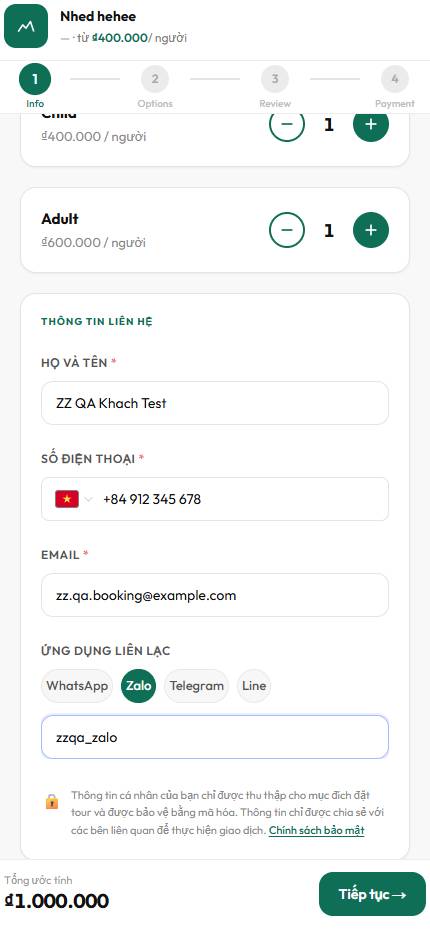 Nhed hehee
— · từ ₫400.000/ người
1
2
3
4
Info
Options
Review
Payment
Child
₫400.000 / người
− 1 +
Adult
₫600.000 / người
− 1 +
THÔNG TIN LIÊN HỆ
HỌ VÀ TÊN *
ZZ QA Khach Test
SỐ ĐIỆN THOẠI *
+84 912 345 678
EMAIL *
zz.qa.booking@example.com
ỨNG DỤNG LIÊN LẠC
WhatsApp
Zalo
Telegram
Line
zzqa_zalo
Thông tin cá nhân của bạn chỉ được thu thập cho mục đích đặt
tour và được bảo vệ bằng mã hóa. Thông tin chỉ được chia sẻ với
các bên liên quan để thực hiện giao dịch. Chính sách bảo mật
Tổng ước tính
₫1.000.000
Tiếp tục →